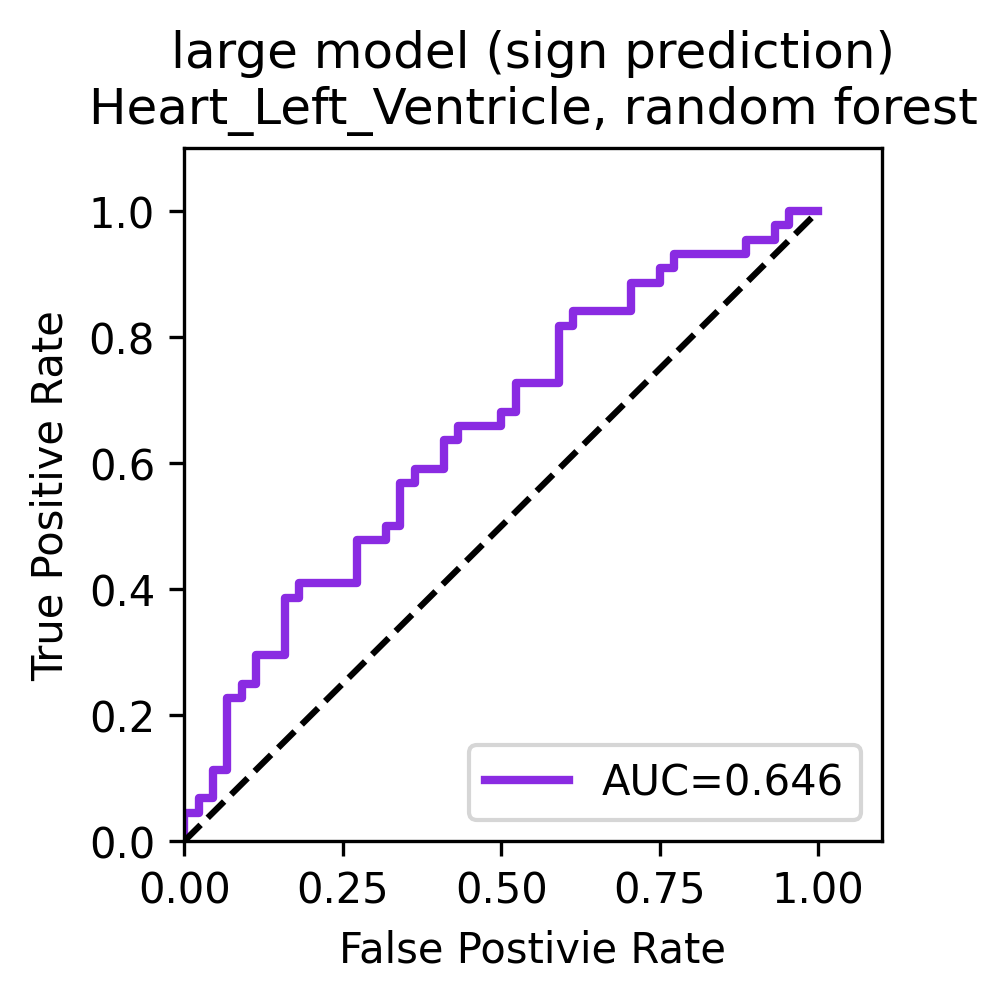 large model (sign prediction)
Heart_Left_Ventricle, random forest
1.0
0.8
0.6
0.4
0.2
0.0
True Positive Rate
AUC=0.646
0.00 0.25 0.50 0.75 1.00
False Postivie Rate